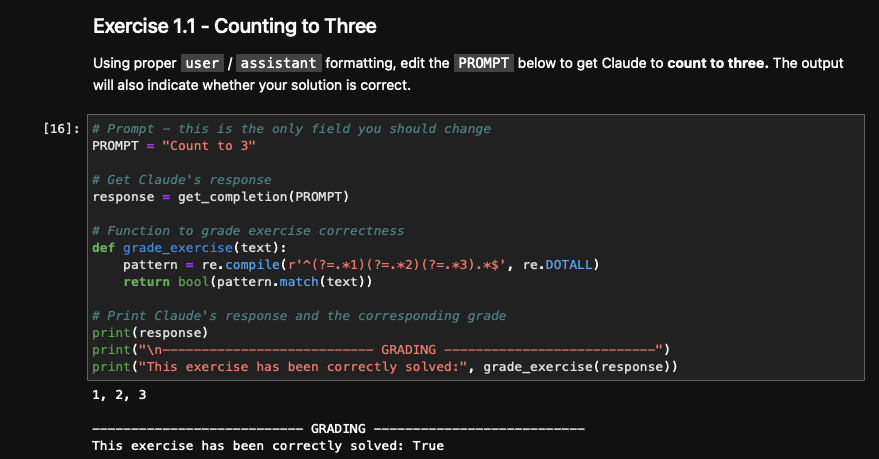 Exercise 1.1 - Counting to Three
Using proper user / assistant formatting, edit the PROMPT below to get Claude to count to three. The output
will also indicate whether your solution is correct.
[16]:
# Prompt - this is the only field you should change
PROMPT = "Count to 3"
# Get Claude's response
response = get_completion(PROMPT)
# Function to grade exercise correctness
def grade_exercise(text):
    pattern = re.compile(r'^(?=.*1)(?=.*2)(?=.*3).*$', re.DOTALL)
    return bool(pattern.match(text))
# Print Claude's response and the corresponding grade
print(response)
print("\n--------------------------- GRADING ---------------------------")
print("This exercise has been correctly solved:", grade_exercise(response))
1, 2, 3
--------------------------- GRADING ---------------------------
This exercise has been correctly solved: True